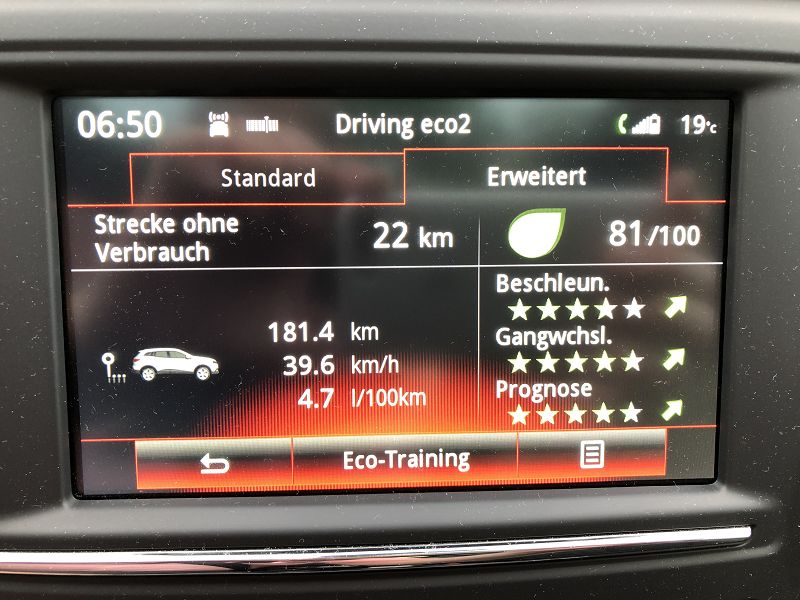 06:50 Driving eco2 19°c
Standard Erweitert
Strecke ohne
Verbrauch
22 km
81/100
Beschleun.
Gangwchsl.
Prognose
181.4 km
39.6 km/h
4.7 l/100km
Eco-Training